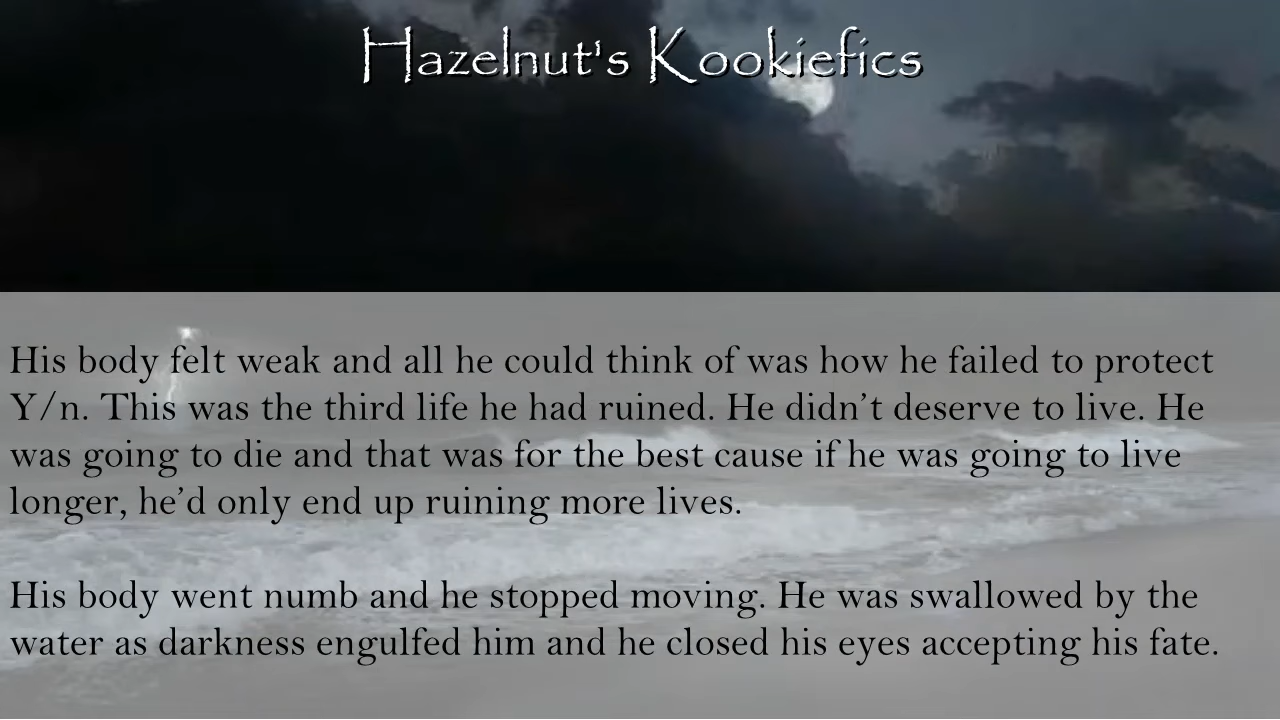 Hazelnut's Kookiefics
His body felt weak and all he could think of was how he failed to protect
Y/n. This was the third life he had ruined. He didn’t deserve to live. He
was going to die and that was for the best cause if he was going to live
longer, he’d only end up ruining more lives.
His body went numb and he stopped moving. He was swallowed by the
water as darkness engulfed him and he closed his eyes accepting his fate.